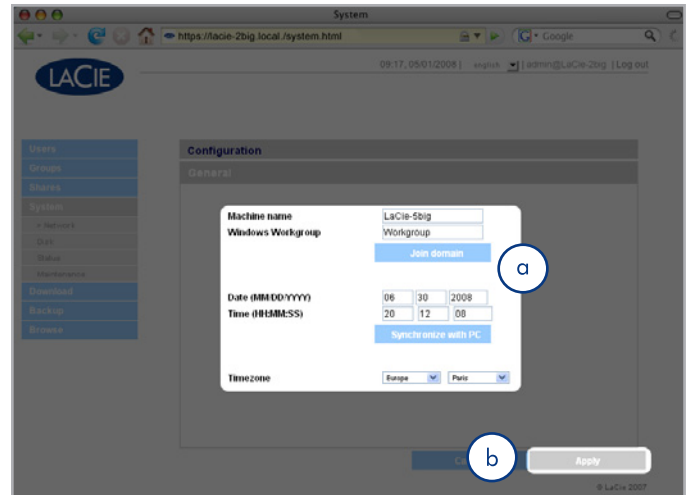 System
https://lacie-2big.local./system.html
Google
LACIE
09:17, 05/01/2008 | english | admin@LaCie-2big | Log out
Users
Groups
Shares
System
Network
Disk
Status
Maintenance
Download
Backup
Browse
Configuration
General
Machine name LaCie-5big
Windows Workgroup Workgroup
Join domain
a
Date (MM/DD/YYYY) 06 30 2008
Time (HH:MM:SS) 20 12 08
Synchronize with PC
Timezone Europe Paris
b
Apply
© LaCie 2007